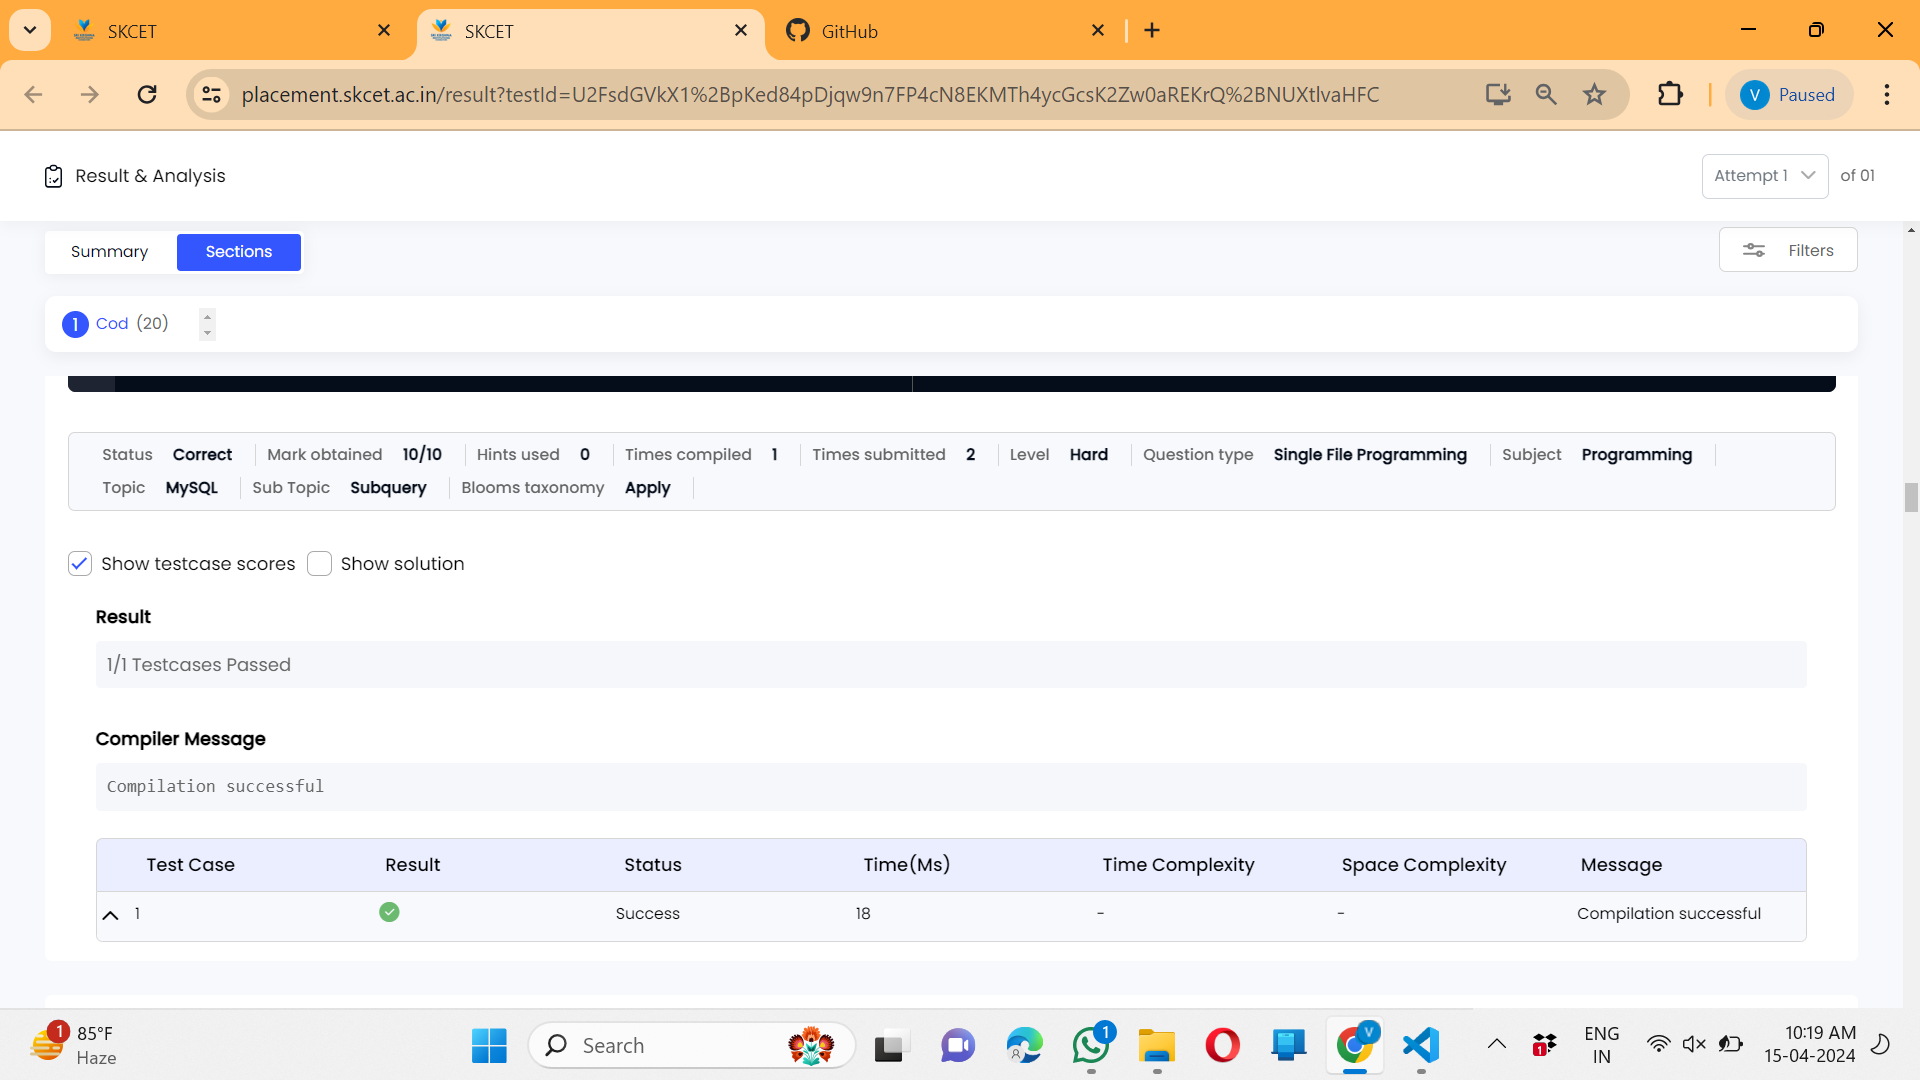 SKCET
SKCET
GitHub
placement.skcet.ac.in/result?testId=U2FsdGVkX1%2BpKed84pDjqw9n7FP4cN8EKMTh4ycGcsK2Zw0aREKrQ%2BNUXtlvaHFC
V Paused
Result & Analysis
Attempt 1 of 01
Summary Sections Filters
1 Cod (20)
Status Correct Mark obtained 10/10 Hints used 0 Times compiled 1 Times submitted 2 Level Hard Question type Single File Programming Subject Programming
Topic MySQL Sub Topic Subquery Blooms taxonomy Apply
Show testcase scores Show solution
Result
1/1 Testcases Passed
Compiler Message
Compilation successful
Test Case Result Status Time(Ms) Time Complexity Space Complexity Message
1 Success 18 - - Compilation successful
1 85°F
Haze
Search
1
V
1
ENG
IN
10:19 AM
15-04-2024